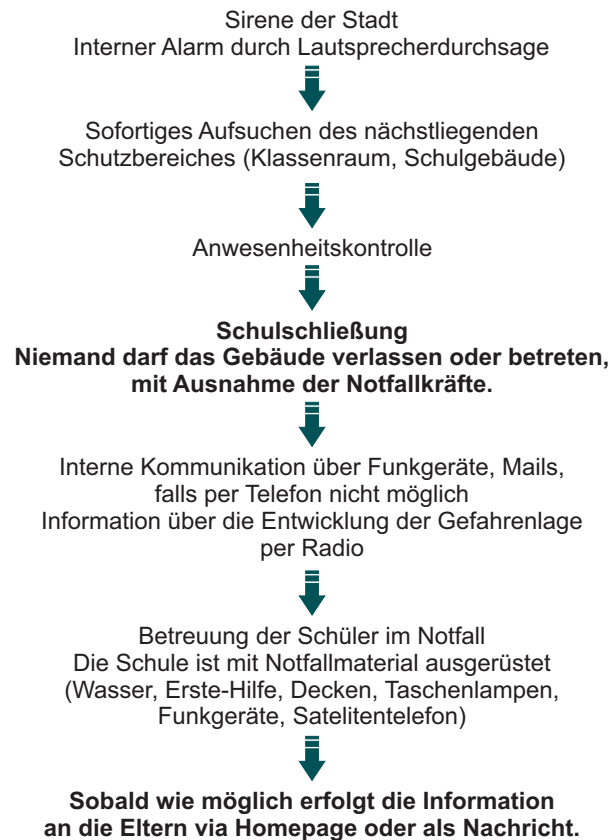 Sirene der Stadt
Interner Alarm durch Lautsprecherdurchsage
Sofortiges Aufsuchen des nächstliegenden
Schutzbereiches (Klassenraum, Schulgebäude)
Anwesenheitskontrolle
Schulschließung
Niemand darf das Gebäude verlassen oder betreten,
mit Ausnahme der Notfallkräfte.
Interne Kommunikation über Funkgeräte, Mails,
falls per Telefon nicht möglich
Information über die Entwicklung der Gefahrenlage
per Radio
Betreuung der Schüler im Notfall
Die Schule ist mit Notfallmaterial ausgerüstet
(Wasser, Erste-Hilfe, Decken, Taschenlampen,
Funkgeräte, Satelitentelefon)
Sobald wie möglich erfolgt die Information
an die Eltern via Homepage oder als Nachricht.